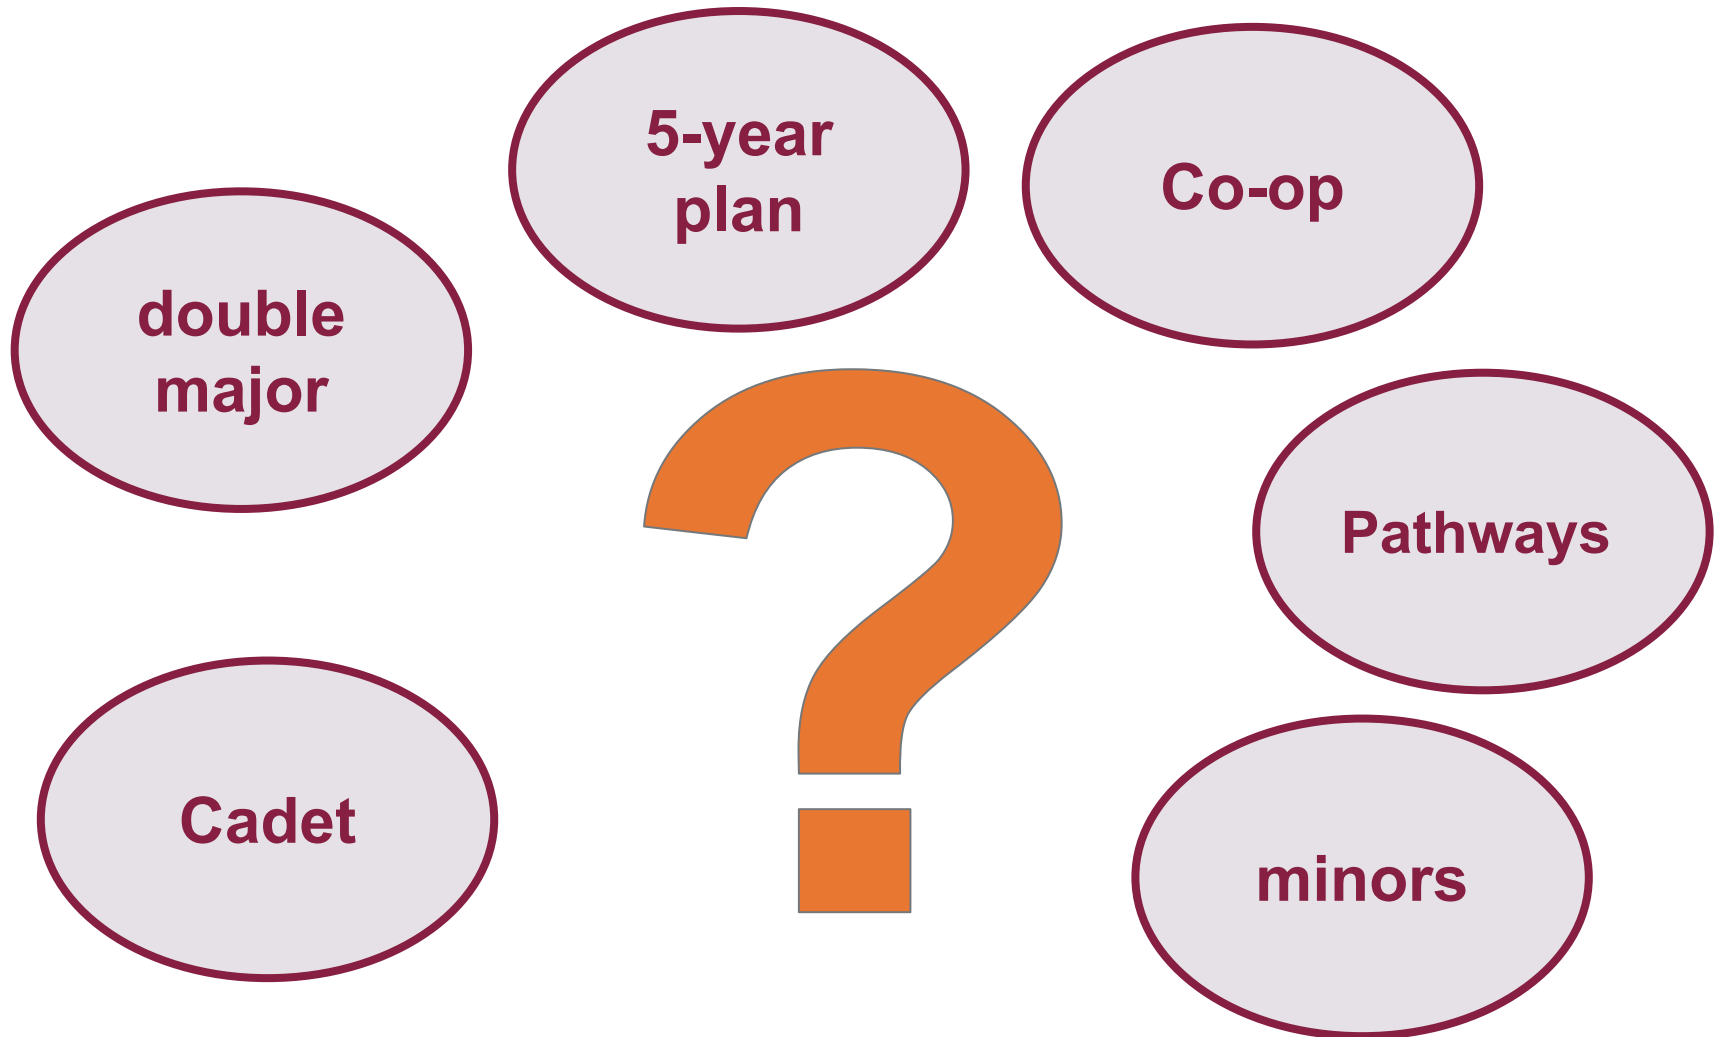 5-year
plan
Co-op
double
major
Pathways
Cadet
minors
?